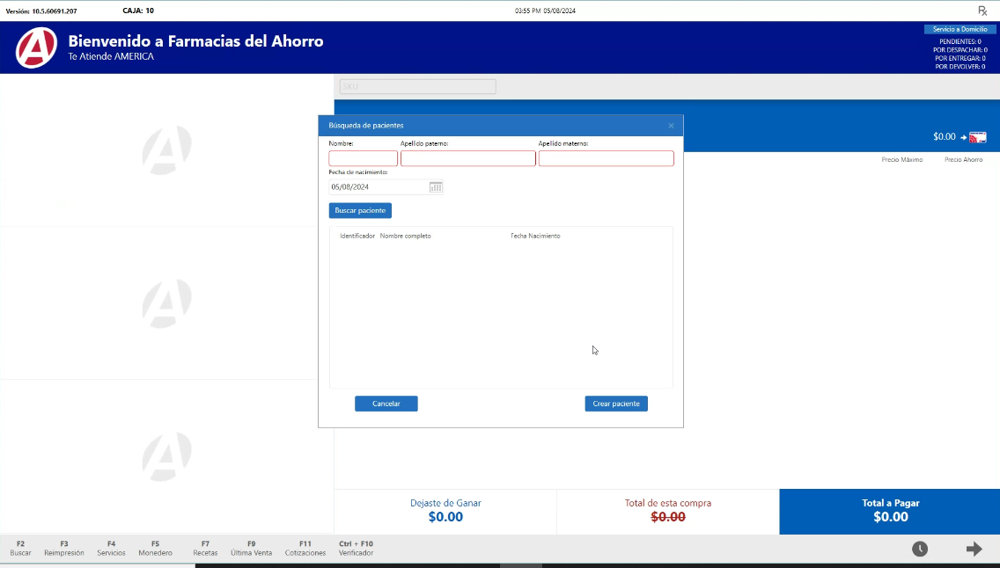 Versión: 10.5.60691.207
CAJA: 10
03:55 PM 05/08/2024
Bienvenido a Farmacias del Ahorro
Te Atiende AMERICA
Servicio a Domicilio
PENDIENTES: 0
POR DESPACHAR: 0
POR ENTREGAR: 0
POR DEVOLVER: 0
SKU
$0.00
Precio Máximo Precio Ahorro
Búsqueda de pacientes
Nombre: Apellido paterno: Apellido materno:
Fecha de nacimiento:
05/08/2024
Buscar paciente
Identificador Nombre completo Fecha Nacimiento
Cancelar Crear paciente
Dejaste de Ganar
$0.00
Total de esta compra
$0.00
Total a Pagar
$0.00
F2 F3 F4 F5 F7 F9 F11 Ctrl + F10
Buscar Reimpresión Servicios Monedero Recetas Última Venta Cotizaciones Verificador